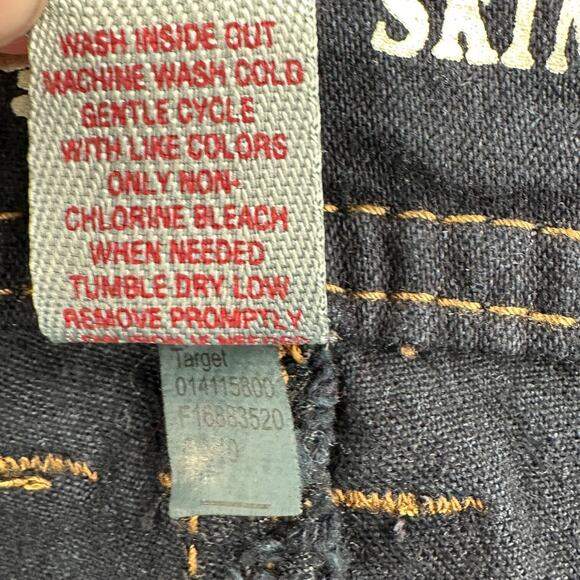 SKIN
WASH INSIDE OUT
MACHINE WASH COLD
GENTLE CYCLE
WITH LIKE COLORS
ONLY NON-
CHLORINE BLEACH
WHEN NEEDED
TUMBLE DRY LOW
REMOVE PROMPTLY
Target
014115800
F16883520